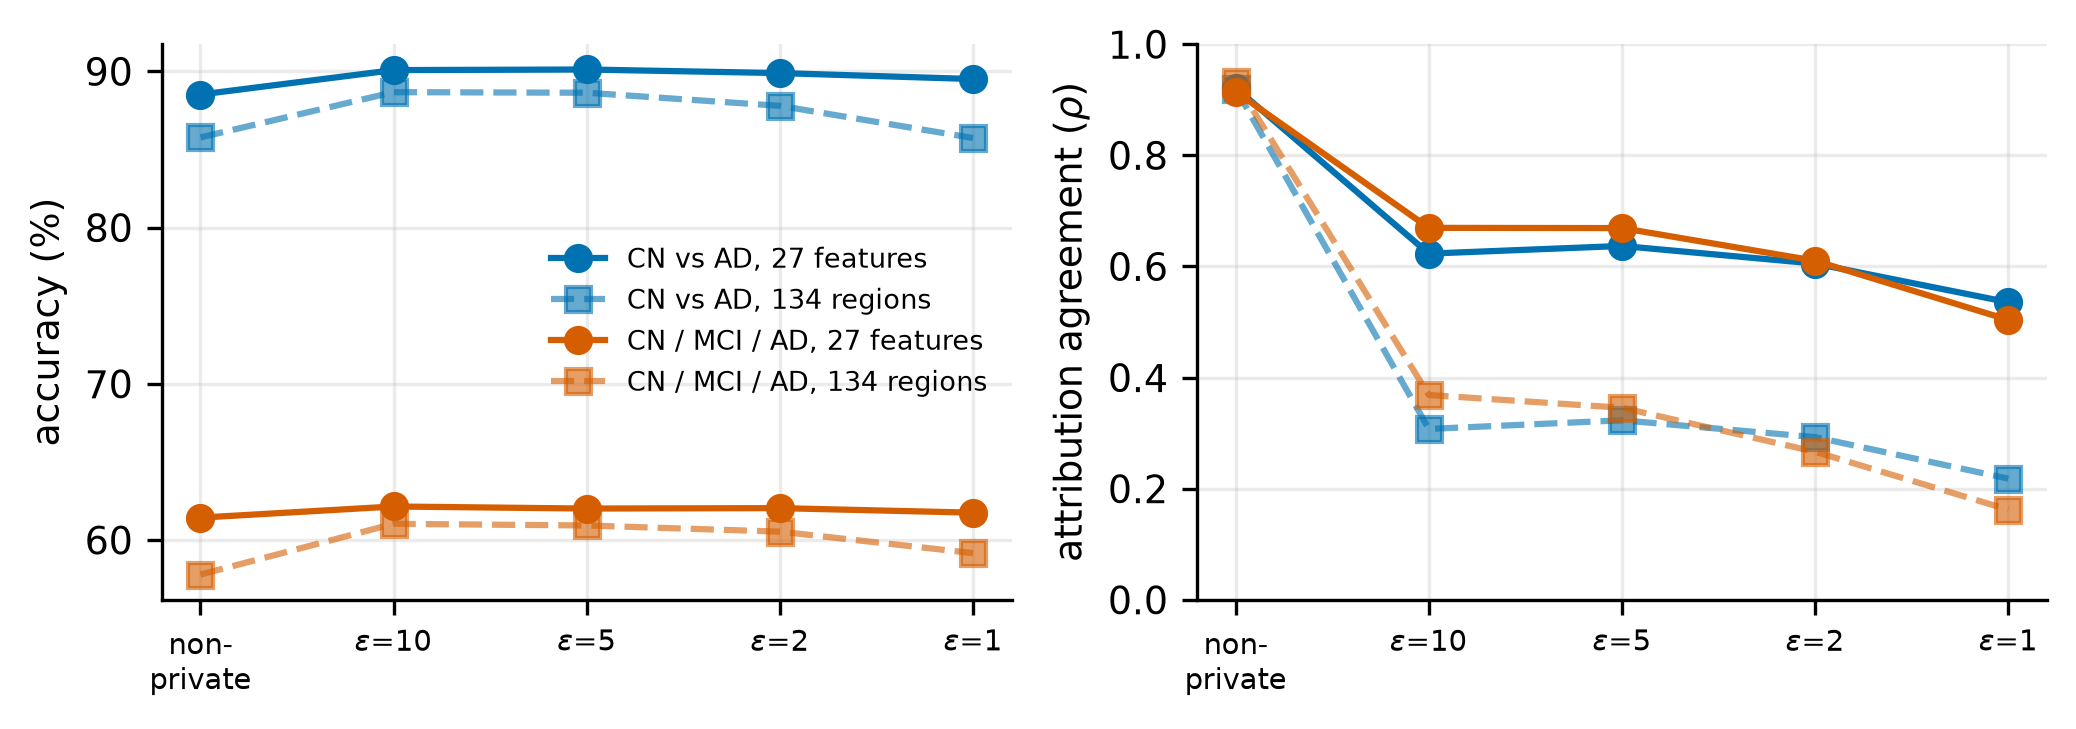 accuracy (%)
90
80
70
60
CN vs AD, 27 features
CN vs AD, 134 regions
CN / MCI / AD, 27 features
CN / MCI / AD, 134 regions
non-
private
ε=10
ε=5
ε=2
ε=1
attribution agreement (ρ)
1.0
0.8
0.6
0.4
0.2
0.0
non-
private
ε=10
ε=5
ε=2
ε=1